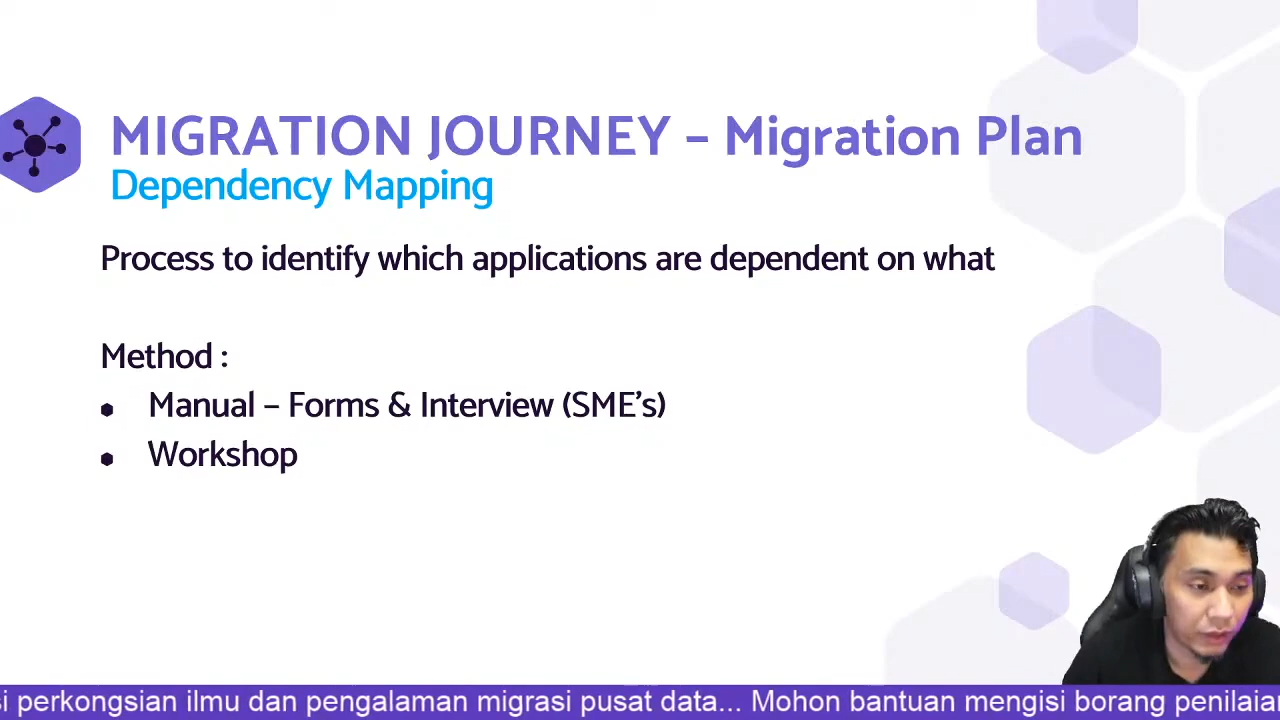 MIGRATION JOURNEY – Migration Plan
Dependency Mapping
Process to identify which applications are dependent on what
Method :
Manual – Forms & Interview (SME's)
Workshop
si perkongsian ilmu dan pengalaman migrasi pusat data... Mohon bantuan mengisi borang penilaian